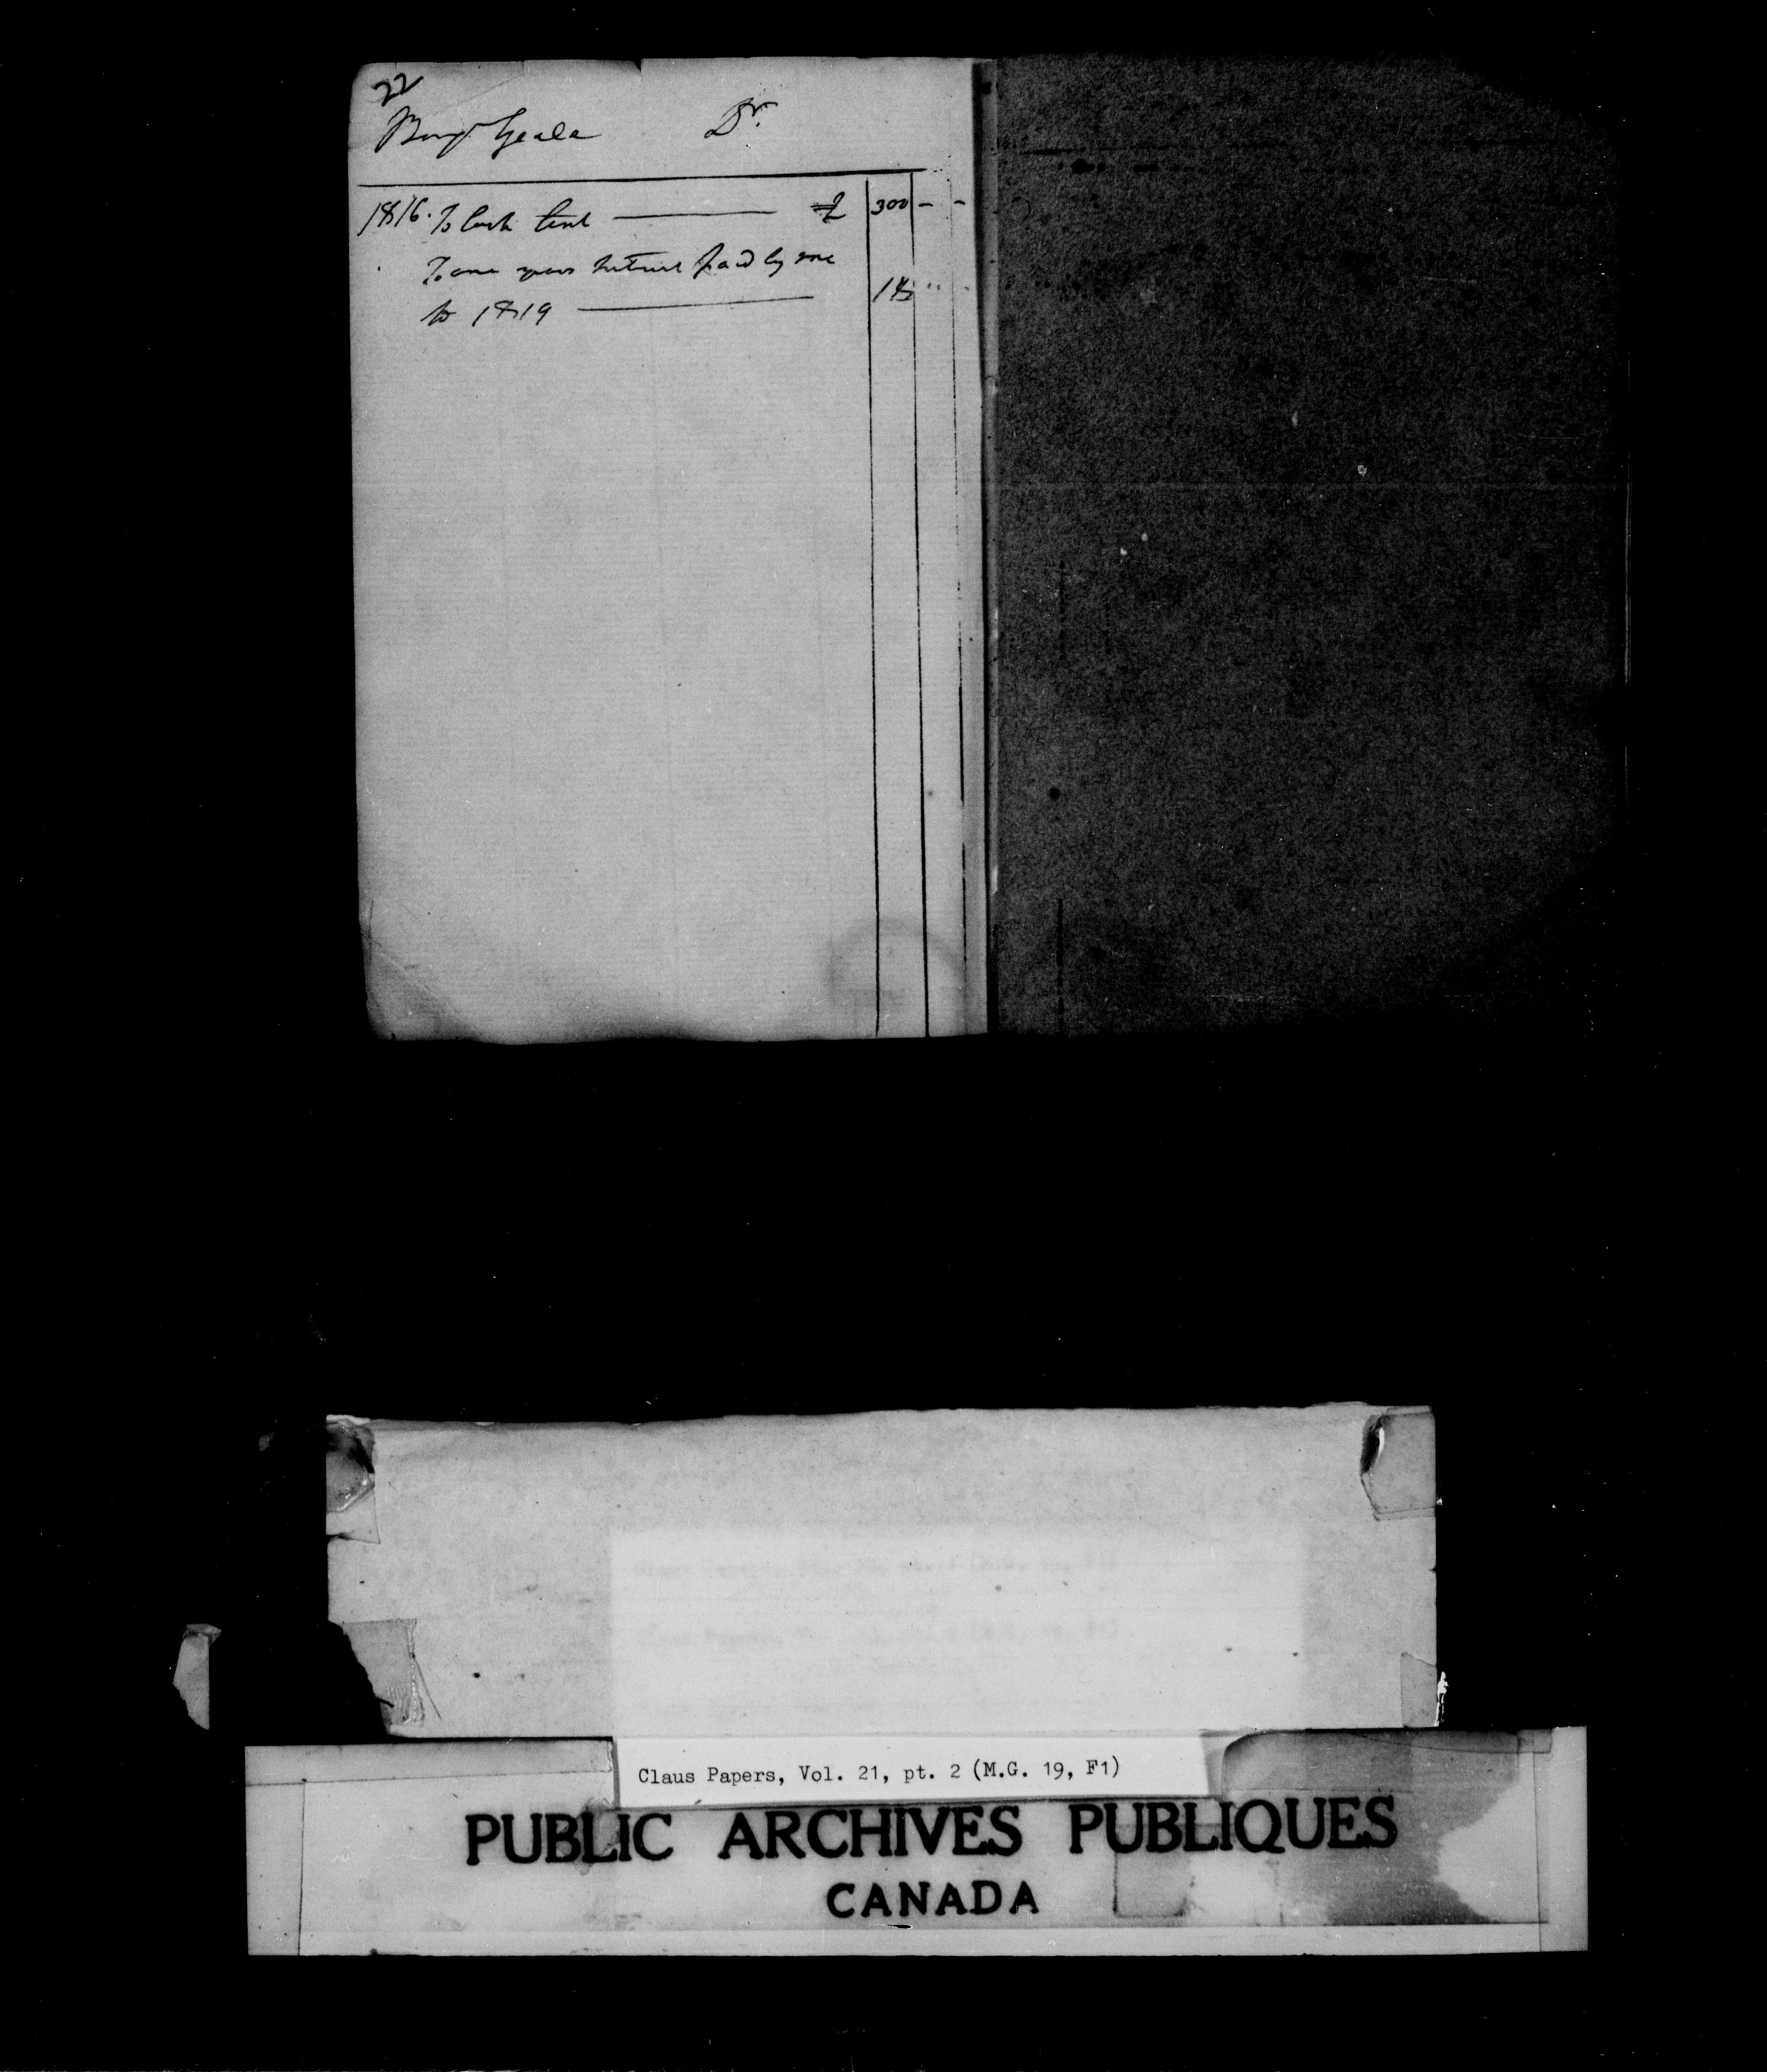 22
Benj. Geale Dr.
1816. To Cash lent £ 300 - -
To one years Interest paid by me
to 1819 18
Claus Papers, Vol. 21, pt. 2 (M.G. 19, F1)
PUBLIC ARCHIVES PUBLIQUES
CANADA